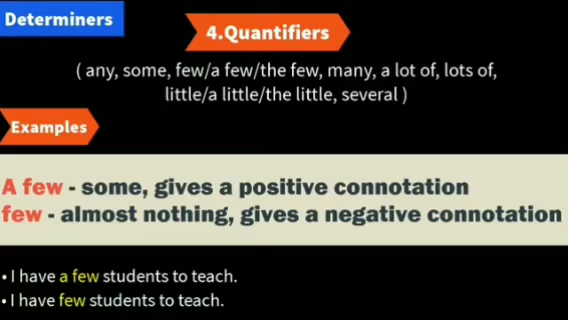 Determiners
4.Quantifiers
( any, some, few/a few/the few, many, a lot of, lots of,
little/a little/the little, several )
Examples
A few - some, gives a positive connotation
few - almost nothing, gives a negative connotation
• I have a few students to teach.
• I have few students to teach.